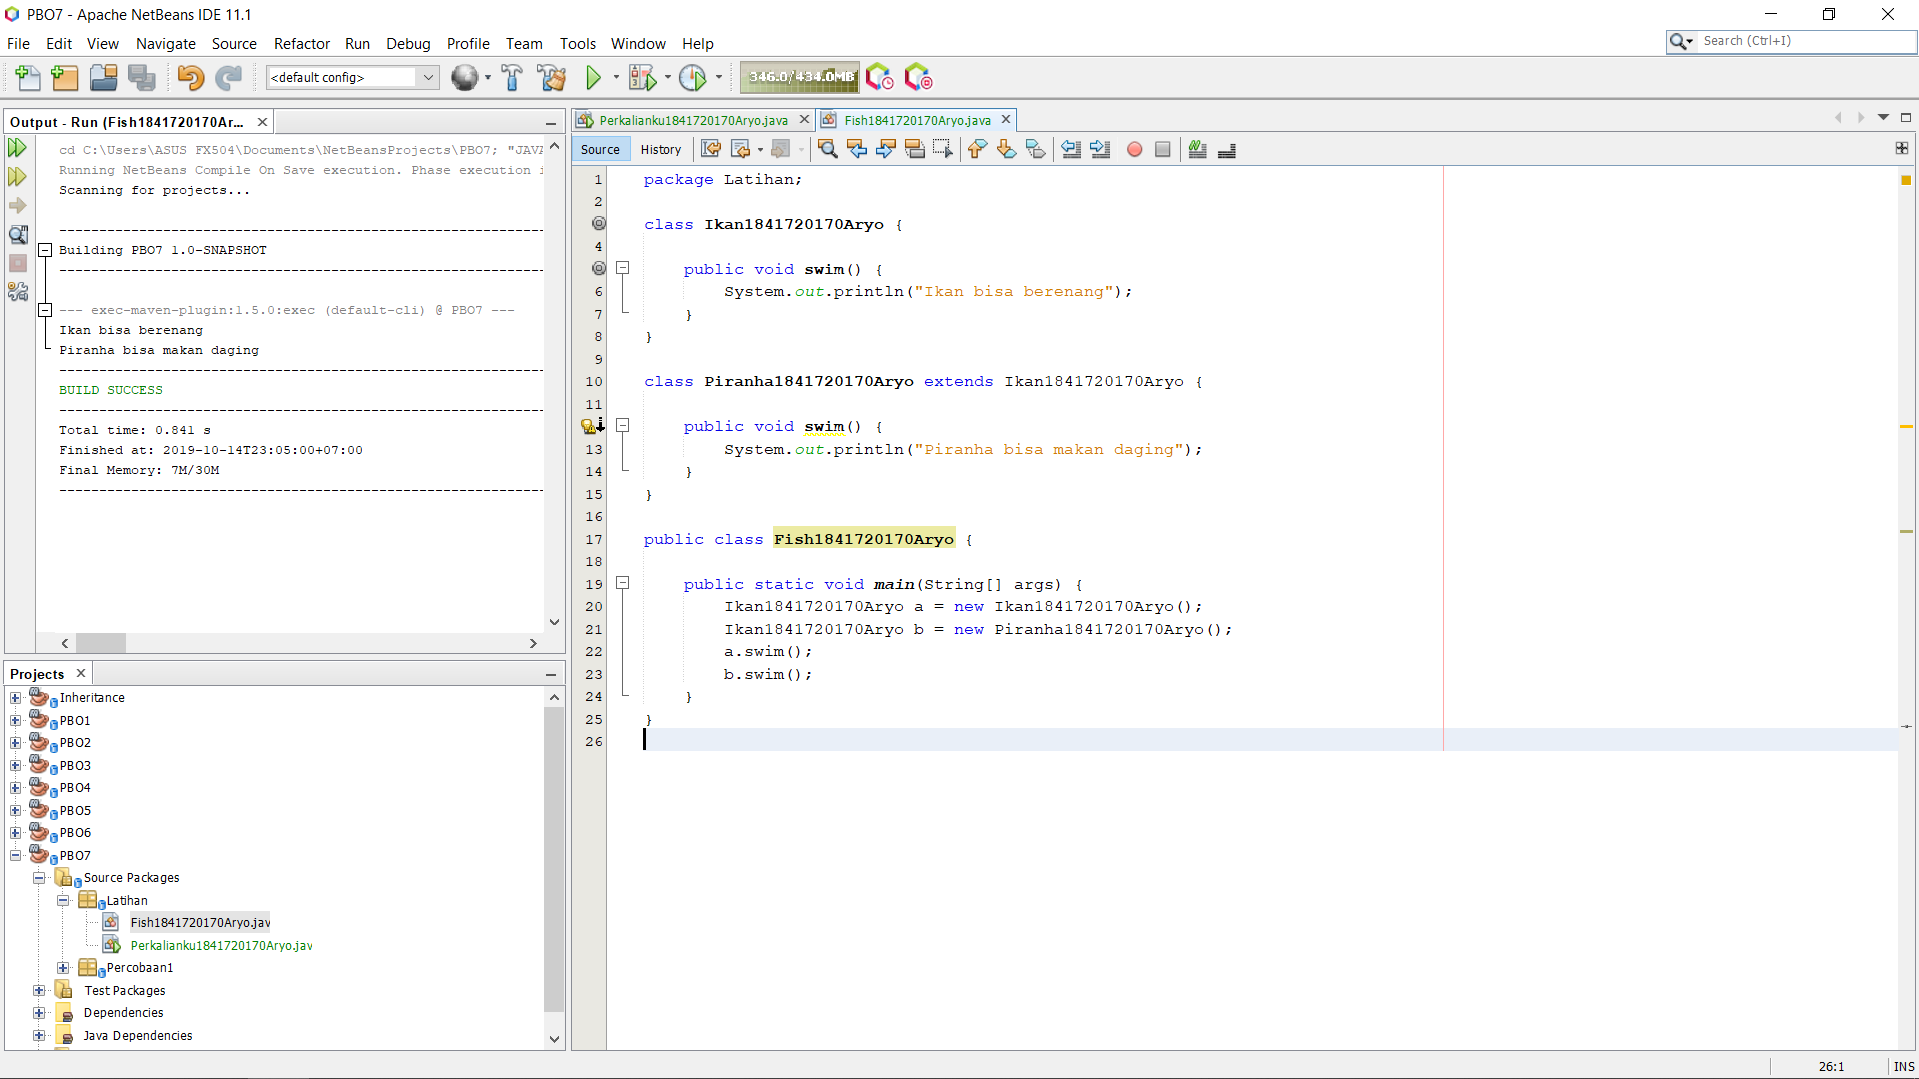 PBO7 - Apache NetBeans IDE 11.1
File Edit View Navigate Source Refactor Run Debug Profile Team Tools Window Help
Search (Ctrl+I)
<default config>
346.0/434.0MB
Output - Run (Fish1841720170Ar...
cd C:\Users\ASUS FX504\Documents\NetBeansProjects\PBO7; "JAVA
Running NetBeans Compile On Save execution. Phase execution i
Scanning for projects...
------------------------------------------------------------------------
Building PBO7 1.0-SNAPSHOT
------------------------------------------------------------------------
--- exec-maven-plugin:1.5.0:exec (default-cli) @ PBO7 ---
Ikan bisa berenang
Piranha bisa makan daging
------------------------------------------------------------------------
BUILD SUCCESS
------------------------------------------------------------------------
Total time: 0.841 s
Finished at: 2019-10-14T23:05:00+07:00
Final Memory: 7M/30M
------------------------------------------------------------------------
Projects
Inheritance
PBO1
PBO2
PBO3
PBO4
PBO5
PBO6
PBO7
Source Packages
Latihan
Fish1841720170Aryo.jav
Perkalianku1841720170Aryo.jav
Percobaan1
Test Packages
Dependencies
Java Dependencies
Perkalianku1841720170Aryo.java Fish1841720170Aryo.java
Source History
1 package Latihan;
2
class Ikan1841720170Aryo {
4
public void swim() {
6 System.out.println("Ikan bisa berenang");
7 }
8 }
9
10 class Piranha1841720170Aryo extends Ikan1841720170Aryo {
11
public void swim() {
13 System.out.println("Piranha bisa makan daging");
14 }
15 }
16
17 public class Fish1841720170Aryo {
18
19 public static void main(String[] args) {
20 Ikan1841720170Aryo a = new Ikan1841720170Aryo();
21 Ikan1841720170Aryo b = new Piranha1841720170Aryo();
22 a.swim();
23 b.swim();
24 }
25 }
26
26:1 INS